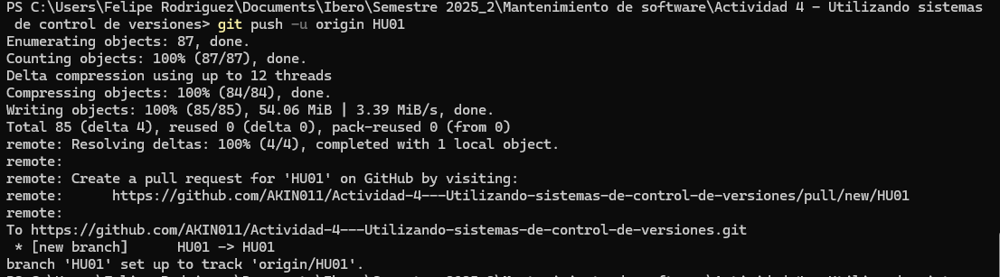 PS C:\Users\Felipe Rodriguez\Documents\Ibero\Semestre 2025_2\Mantenimiento de software\Actividad 4 - Utilizando sistemas
 de control de versiones> git push -u origin HU01
Enumerating objects: 87, done.
Counting objects: 100% (87/87), done.
Delta compression using up to 12 threads
Compressing objects: 100% (84/84), done.
Writing objects: 100% (85/85), 54.06 MiB | 3.39 MiB/s, done.
Total 85 (delta 4), reused 0 (delta 0), pack-reused 0 (from 0)
remote: Resolving deltas: 100% (4/4), completed with 1 local object.
remote:
remote: Create a pull request for 'HU01' on GitHub by visiting:
remote:      https://github.com/AKIN011/Actividad-4---Utilizando-sistemas-de-control-de-versiones/pull/new/HU01
remote:
To https://github.com/AKIN011/Actividad-4---Utilizando-sistemas-de-control-de-versiones.git
 * [new branch]      HU01 -> HU01
branch 'HU01' set up to track 'origin/HU01'.